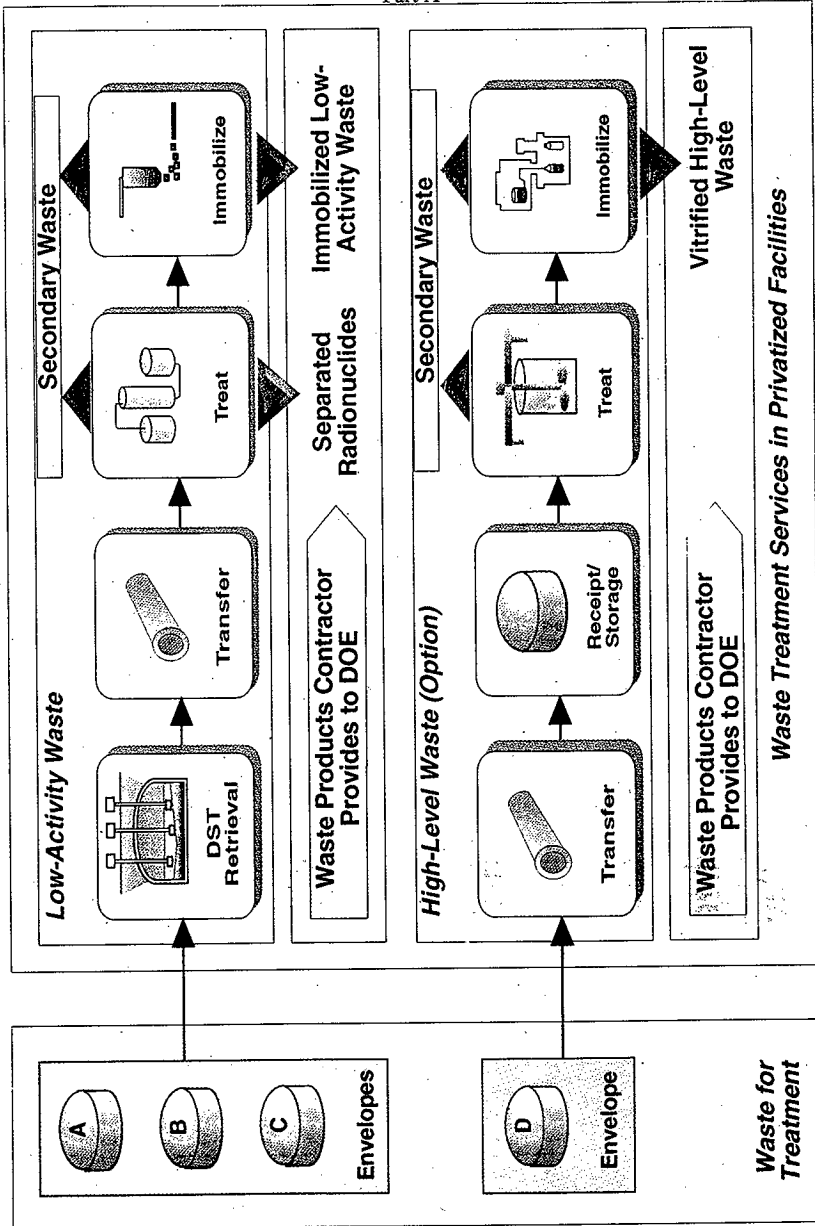 Waste for
Treatment
A
B
C
Envelopes
D
Envelope
Low-Activity Waste
DST
Retrieval
Transfer
Treat
Immobilize
Secondary Waste
Waste Products Contractor
Provides to DOE
Separated
Radionuclides
Immobilized Low-
Activity Waste
High-Level Waste (Option)
Transfer
Receipt/
Storage
Treat
Immobilize
Secondary Waste
Waste Products Contractor
Provides to DOE
Vitrified High-Level
Waste
Waste Treatment Services in Privatized Facilities